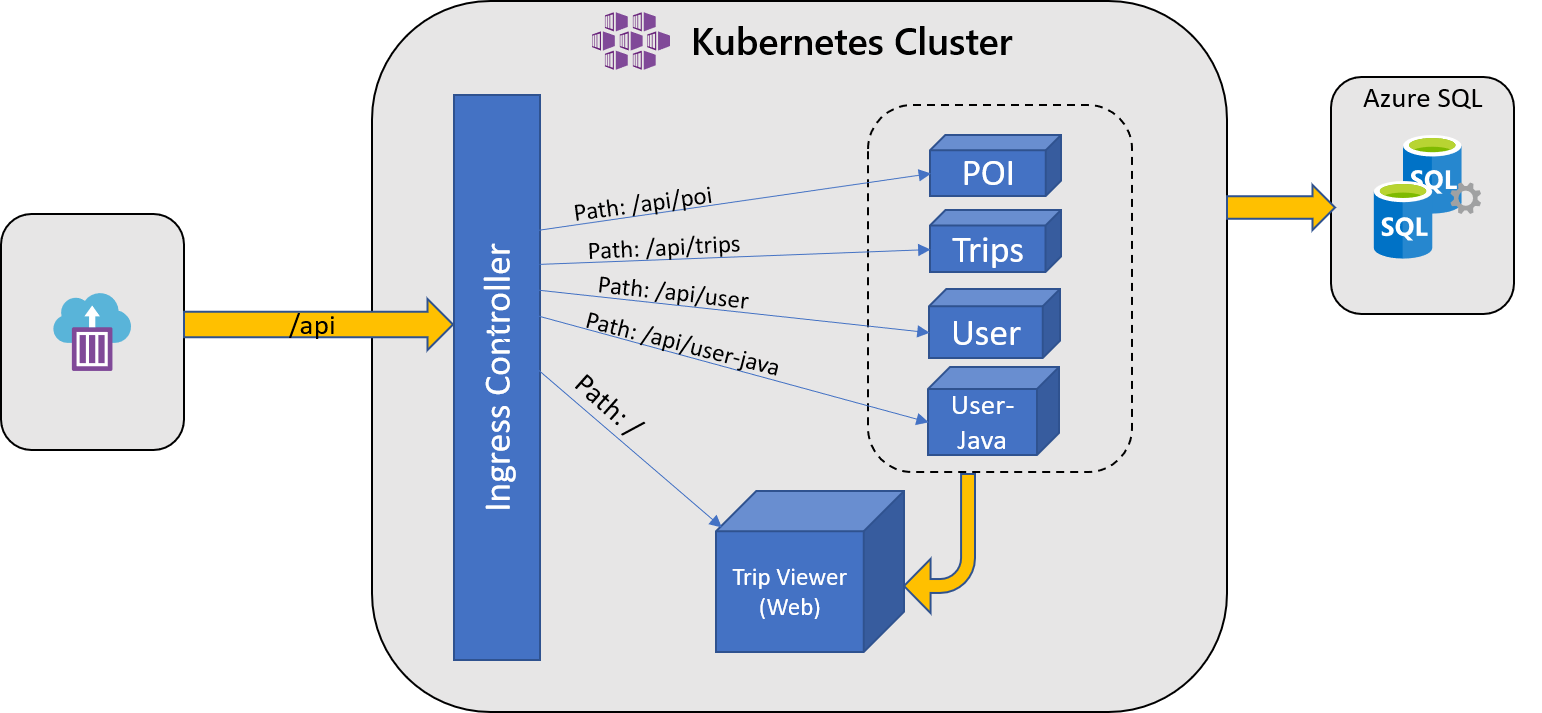 Kubernetes Cluster
Azure SQL
SQL
SQL
/api
Ingress Controller
Path: /api/poi
Path: /api/trips
Path: /api/user
Path: /api/user-java
Path: /
POI
Trips
User
User-
Java
Trip Viewer
(Web)